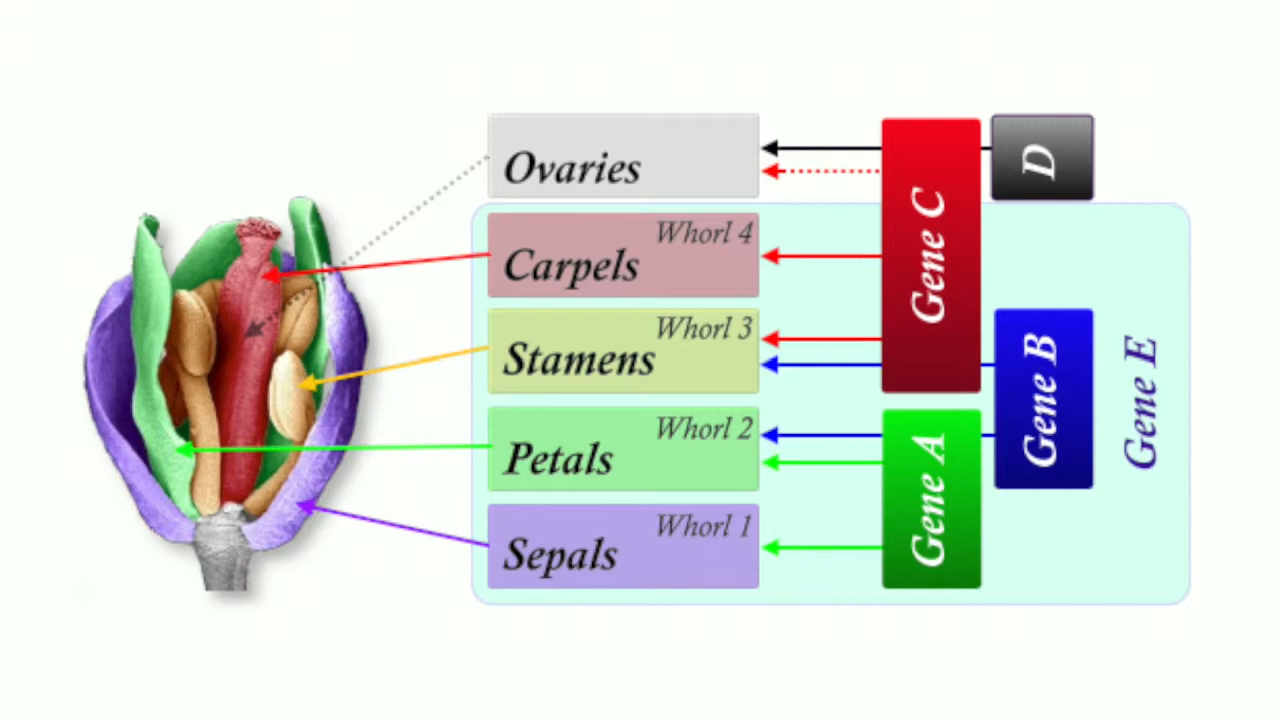 Ovaries
Whorl 4
Carpels
Whorl 3
Stamens
Whorl 2
Petals
Whorl 1
Sepals
Gene C
D
Gene B
Gene A
Gene E